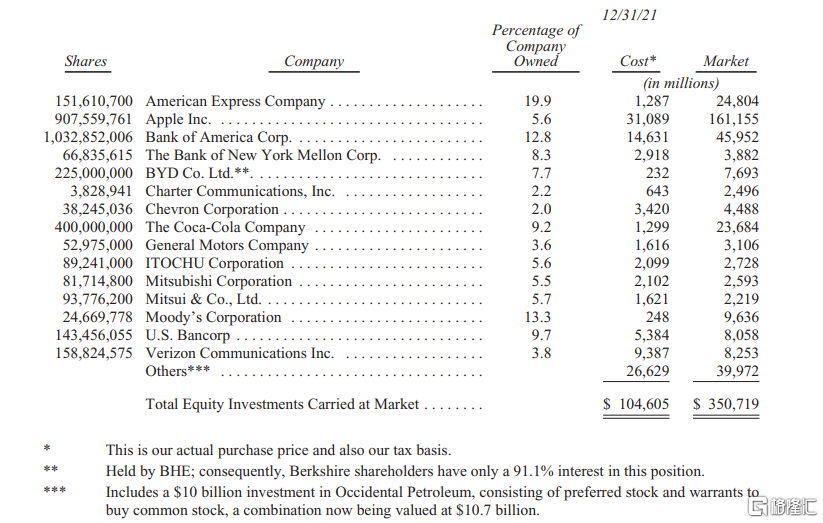 12/31/21
Percentage of
Company
Shares Company Owned Cost* Market
(in millions)
151,610,700 American Express Company . . . . . . . . . . . . . . . . . . . . 19.9 1,287 24,804
907,559,761 Apple Inc. . . . . . . . . . . . . . . . . . . . . . . . . . . . . . . . . . . 5.6 31,089 161,155
1,032,852,006 Bank of America Corp. . . . . . . . . . . . . . . . . . . . . . . . . . 12.8 14,631 45,952
66,835,615 The Bank of New York Mellon Corp. . . . . . . . . . . . . 8.3 2,918 3,882
225,000,000 BYD Co. Ltd.**. . . . . . . . . . . . . . . . . . . . . . . . . . . . . . 7.7 232 7,693
3,828,941 Charter Communications, Inc. . . . . . . . . . . . . . . . . . . 2.2 643 2,496
38,245,036 Chevron Corporation . . . . . . . . . . . . . . . . . . . . . . . . . . 2.0 3,420 4,488
400,000,000 The Coca-Cola Company . . . . . . . . . . . . . . . . . . . . . . 9.2 1,299 23,684
52,975,000 General Motors Company . . . . . . . . . . . . . . . . . . . . . . 3.6 1,616 3,106
89,241,000 ITOCHU Corporation . . . . . . . . . . . . . . . . . . . . . . . . . 5.6 2,099 2,728
81,714,800 Mitsubishi Corporation . . . . . . . . . . . . . . . . . . . . . . . . 5.5 2,102 2,593
93,776,200 Mitsui & Co., Ltd. . . . . . . . . . . . . . . . . . . . . . . . . . . . . 5.7 1,621 2,219
24,669,778 Moody’s Corporation . . . . . . . . . . . . . . . . . . . . . . . . . 13.3 248 9,636
143,456,055 U.S. Bancorp . . . . . . . . . . . . . . . . . . . . . . . . . . . . . . . . 9.7 5,384 8,058
158,824,575 Verizon Communications Inc. . . . . . . . . . . . . . . . . . . 3.8 9,387 8,253
Others*** . . . . . . . . . . . . . . . . . . . . . . . . . . . . . . . . . . 26,629 39,972
Total Equity Investments Carried at Market . . . . . . . . $ 104,605 $ 350,719
* This is our actual purchase price and also our tax basis.
** Held by BHE; consequently, Berkshire shareholders have only a 91.1% interest in this position.
*** Includes a $10 billion investment in Occidental Petroleum, consisting of preferred stock and warrants to
buy common stock, a combination now being valued at $10.7 billion.
格隆汇